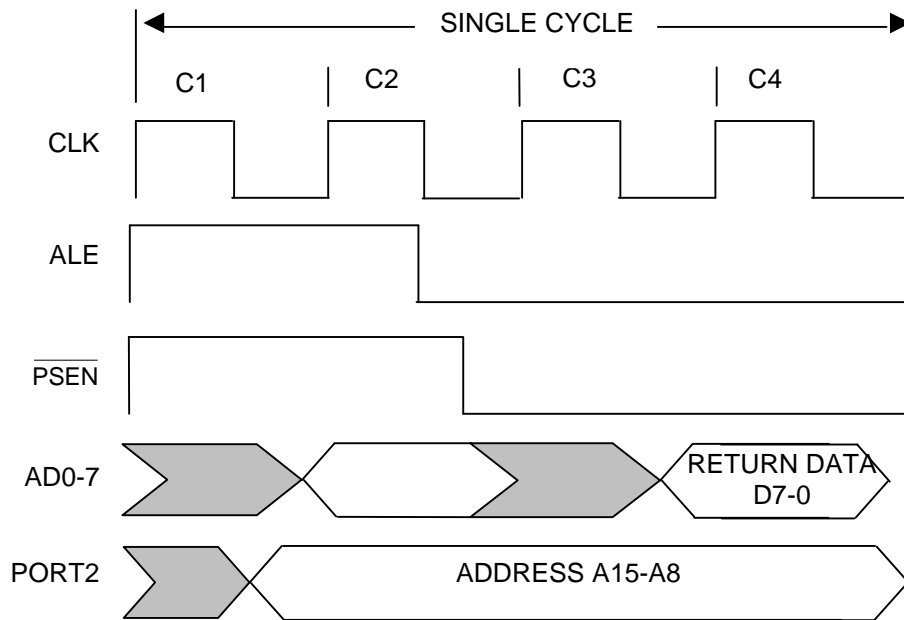 SINGLE CYCLE
C1 C2 C3 C4
CLK
ALE
PSEN
AD0-7
RETURN DATA
D7-0
PORT2
ADDRESS A15-A8